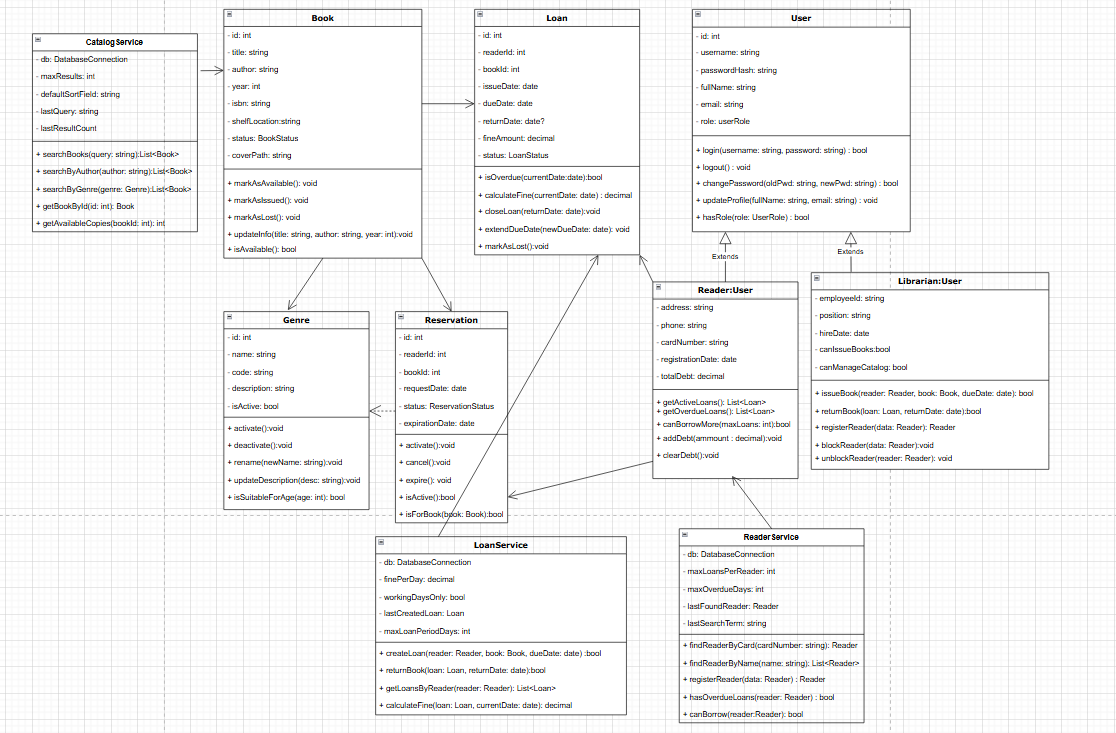 CatalogService
- db: DatabaseConnection
- maxResults: int
- defaultSortField: string
- lastQuery: string
- lastResultCount
+ searchBooks(query: string):List<Book>
+ searchByAuthor(author: string):List<Book>
+ searchByGenre(genre: Genre):List<Book>
+ getBookById(id: int): Book
+ getAvailableCopies(bookId: int): int
Book
- id: int
- title: string
- author: string
- year: int
- isbn: string
- shelfLocation:string
- status: BookStatus
- coverPath: string
+ markAsAvailable(): void
+ markAsIssued(): void
+ markAsLost(): void
+ updateInfo(title: string, author: string, year: int):void
+ isAvailable(): bool
Loan
- id: int
- readerId: int
- bookId: int
- issueDate: date
- dueDate: date
- returnDate: date?
- fineAmount: decimal
- status: LoanStatus
+ isOverdue(currentDate:date):bool
+ calculateFine(currentDate: date) : decimal
+ closeLoan(returnDate: date):void
+ extendDueDate(newDueDate: date): void
+ markAsLost():void
User
- id: int
- username: string
- passwordHash: string
- fullName: string
- email: string
- role: userRole
+ login(username: string, password: string) : bool
+ logout() : void
+ changePassword(oldPwd: string, newPwd: string) : bool
+ updateProfile(fullName: string, email: string) : void
+ hasRole(role: UserRole) : bool
Extends
Extends
Genre
- id: int
- name: string
- code: string
- description: string
- isActive: bool
+ activate():void
+ deactivate():void
+ rename(newName: string):void
+ updateDescription(desc: string):void
+ isSuitableForAge(age: int): bool
Reservation
- id: int
- readerId: int
- bookId: int
- requestDate: date
- status: ReservationStatus
- expirationDate: date
+ activate():void
+ cancel():void
+ expire(): void
+ isActive():bool
+ isForBook(book: Book):bool
Reader:User
- address: string
- phone: string
- cardNumber: string
- registrationDate: date
- totalDebt: decimal
+ getActiveLoans(): List<Loan>
+ getOverdueLoans(): List<Loan>
+ canBorrowMore(maxLoans: int):bool
+ addDebt(ammount : decimal):void
+ clearDebt():void
Librarian:User
- employeeId: string
- position: string
- hireDate: date
- canIssueBooks:bool
- canManageCatalog: bool
+ issueBook(reader: Reader, book: Book, dueDate: date): bool
+ returnBook(loan: Loan, returnDate: date):bool
+ registerReader(data: Reader): Reader
+ blockReader(data: Reader):void
+ unblockReader(reader: Reader): void
LoanService
- db: DatabaseConnection
- finePerDay: decimal
- workingDaysOnly: bool
- lastCreatedLoan: Loan
- maxLoanPeriodDays: int
+ createLoan(reader: Reader, book: Book, dueDate: date) :bool
+ returnBook(loan: Loan, returnDate: date):bool
+ getLoansByReader(reader: Reader): List<Loan>
+ calculateFine(loan: Loan, currentDate: date): decimal
ReaderService
- db: DatabaseConnection
- maxLoansPerReader: int
- maxOverdueDays: int
- lastFoundReader: Reader
- lastSearchTerm: string
+ findReaderByCard(cardNumber: string): Reader
+ findReaderByName(name: string): List<Reader>
+ registerReader(data: Reader) : Reader
+ hasOverdueLoans(reader: Reader) : bool
+ canBorrow(reader:Reader): bool